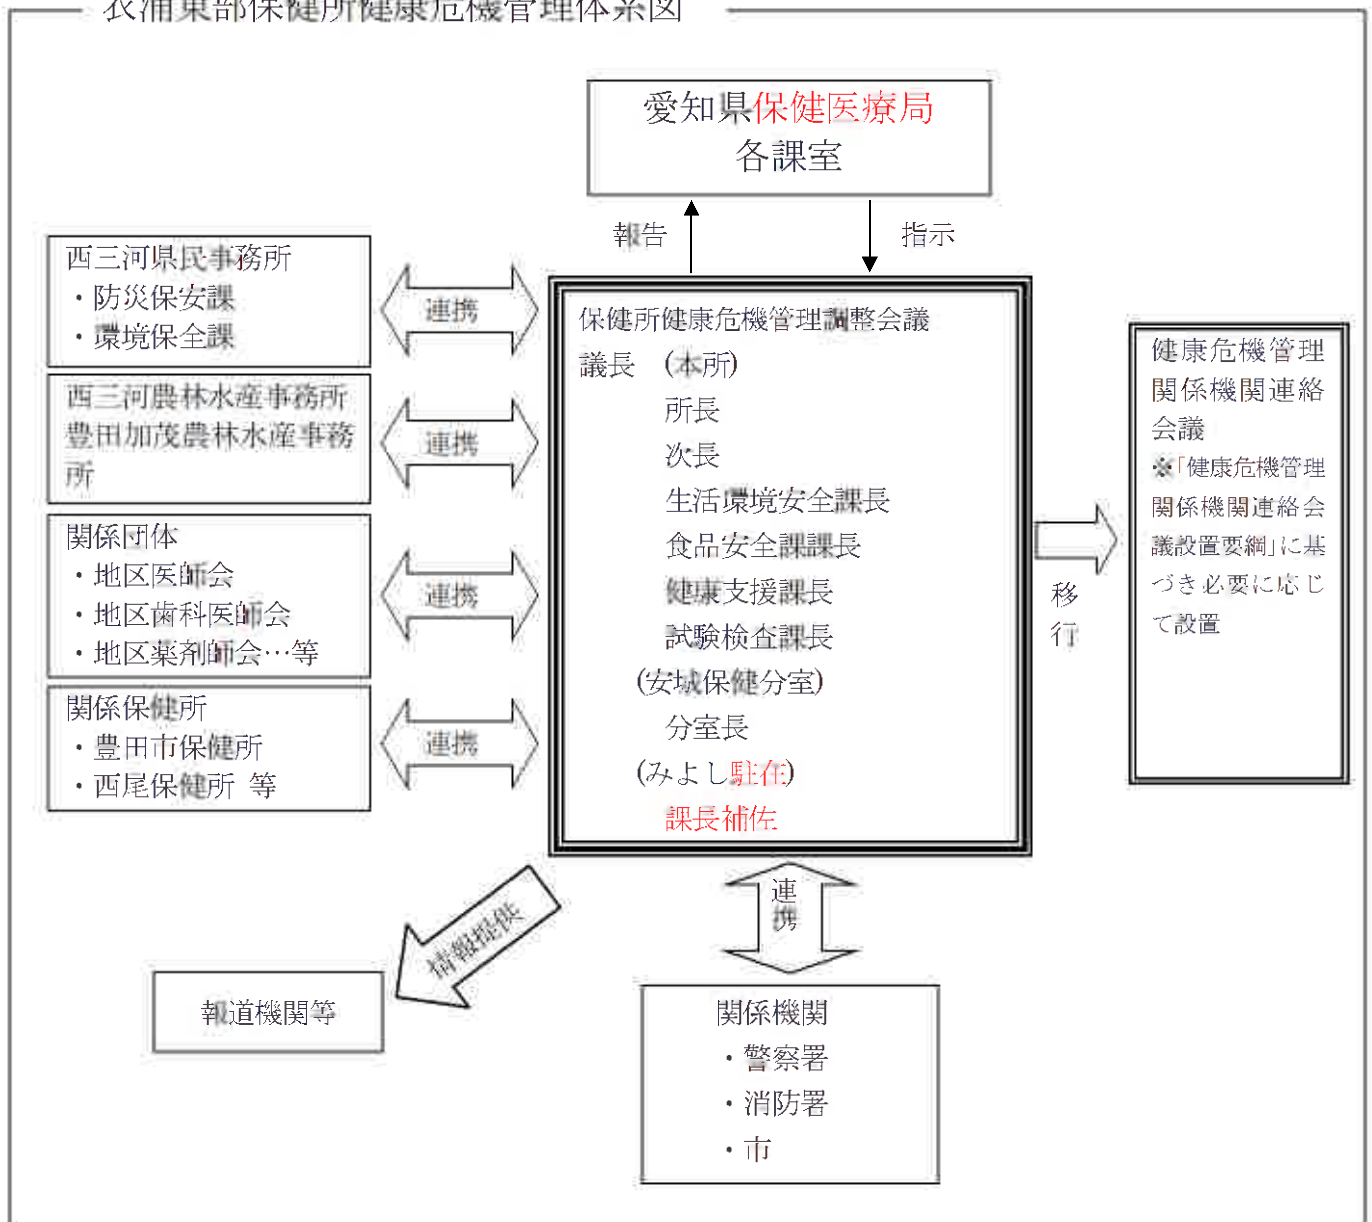 衣浦東部保健所健康危機管理体系図
愛知県保健医療局
各課室
報告
指示
西三河県民事務所
・防災保安課
・環境保全課
連携
西三河農林水産事務所
豊田加茂農林水産事務
所
連携
関係団体
・地区医師会
・地区歯科医師会
・地区薬剤師会…等
連携
関係保健所
・豊田市保健所
・西尾保健所 等
連携
保健所健康危機管理調整会議
議長 (本所)
所長
次長
生活環境安全課長
食品安全課課長
健康支援課長
試験検査課長
(安城保健分室)
分室長
(みよし駐在)
課長補佐
移
行
健康危機管理
関係機関連絡
会議
※「健康危機管理
関係機関連絡会
議設置要綱」に基
づき必要に応じ
て設置
情報提供
報道機関等
連
携
関係機関
・警察署
・消防署
・市